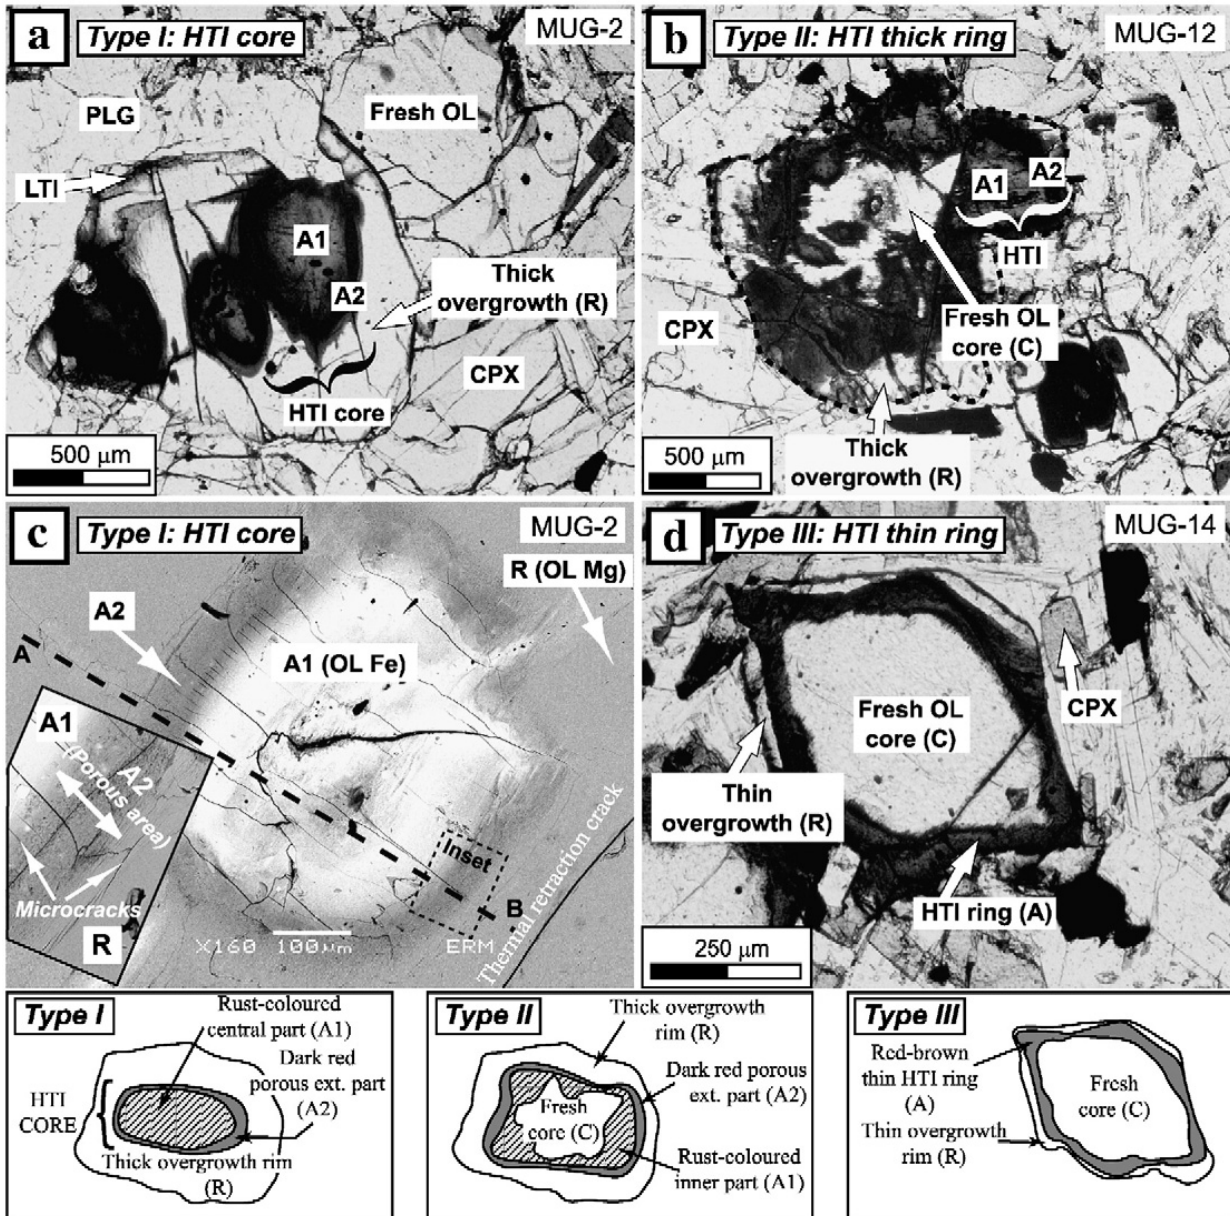 a
Type I: HTI core
MUG-2
PLG
Fresh OL
LTI
A1
A2
Thick
overgrowth (R)
CPX
HTI core
500 µm
b
Type II: HTI thick ring
MUG-12
A1
A2
HTI
CPX
Fresh OL
core (C)
Thick
overgrowth (R)
500 µm
c
Type I: HTI core
MUG-2
R (OL Mg)
A2
A
A1 (OL Fe)
A1
A2
(Porous area)
Microcracks
R
Inset
B
Thermal retraction crack
X160 100µm ERM
d
Type III: HTI thin ring
MUG-14
CPX
Fresh OL
core (C)
Thin
overgrowth (R)
HTI ring (A)
250 µm
Type I
Rust-coloured
central part (A1)
Dark red
porous ext. part
(A2)
HTI
CORE
Thick overgrowth rim
(R)
Type II
Thick overgrowth
rim (R)
Dark red porous
ext. part (A2)
Fresh
core (C)
Rust-coloured
inner part (A1)
Type III
Red-brown
thin HTI ring
(A)
Fresh
core (C)
Thin overgrowth
rim (R)